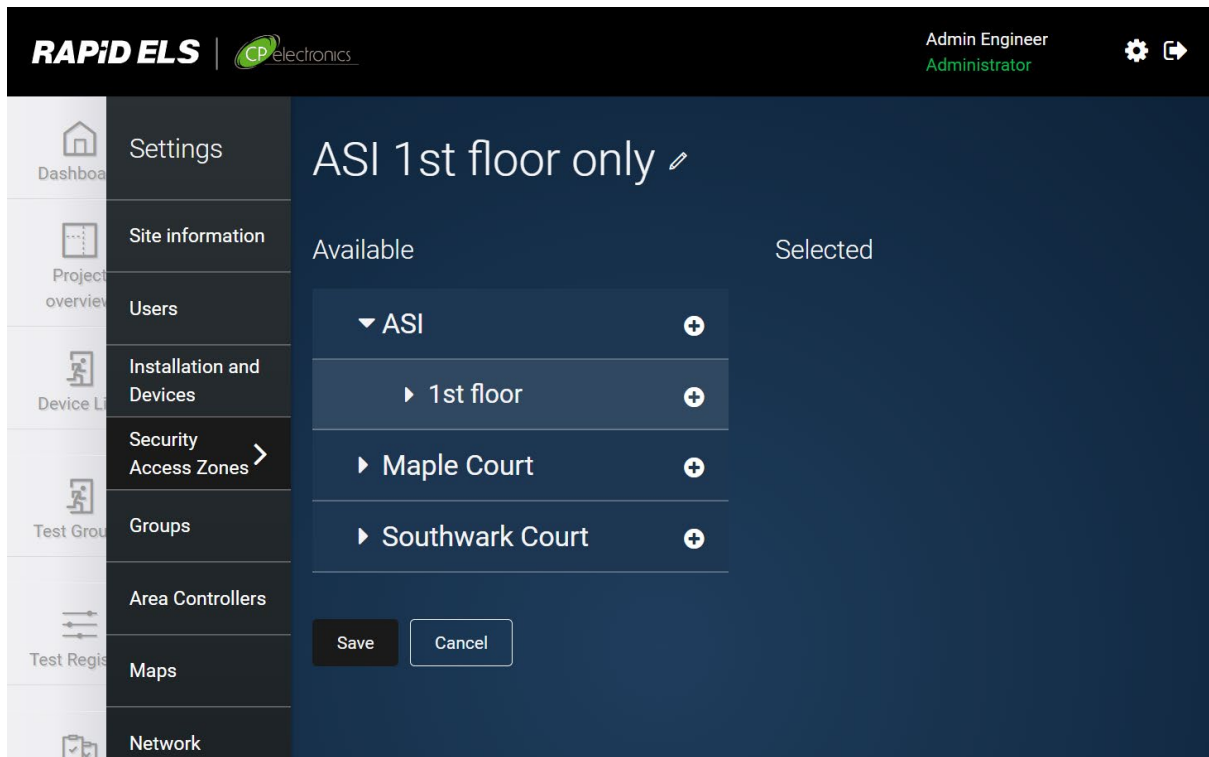 RAPiD ELS
CP electronics
Admin Engineer
Administrator
Dashboa
Project
overview
Device Li
Test Grou
Test Regis
Settings
Site information
Users
Installation and
Devices
Security
Access Zones
Groups
Area Controllers
Maps
Network
ASI 1st floor only
Available
ASI
1st floor
Maple Court
Southwark Court
Save
Cancel
Selected